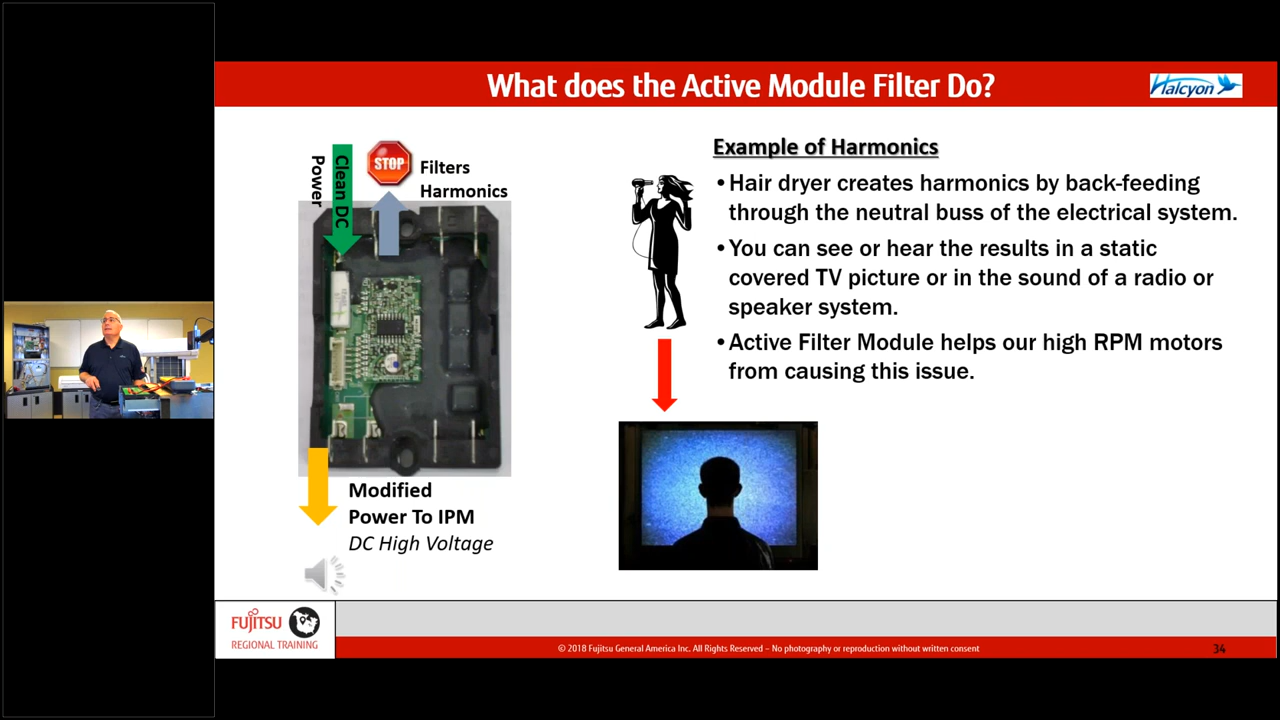 What does the Active Module Filter Do?
Halcyon
Clean DC
Power
STOP
Filters
Harmonics
Modified
Power To IPM
DC High Voltage
Example of Harmonics
•Hair dryer creates harmonics by back-feeding
through the neutral buss of the electrical system.
•You can see or hear the results in a static
covered TV picture or in the sound of a radio or
speaker system.
•Active Filter Module helps our high RPM motors
from causing this issue.
FUJITSU
REGIONAL TRAINING
© 2018 Fujitsu General America Inc. All Rights Reserved – No photography or reproduction without written consent
34